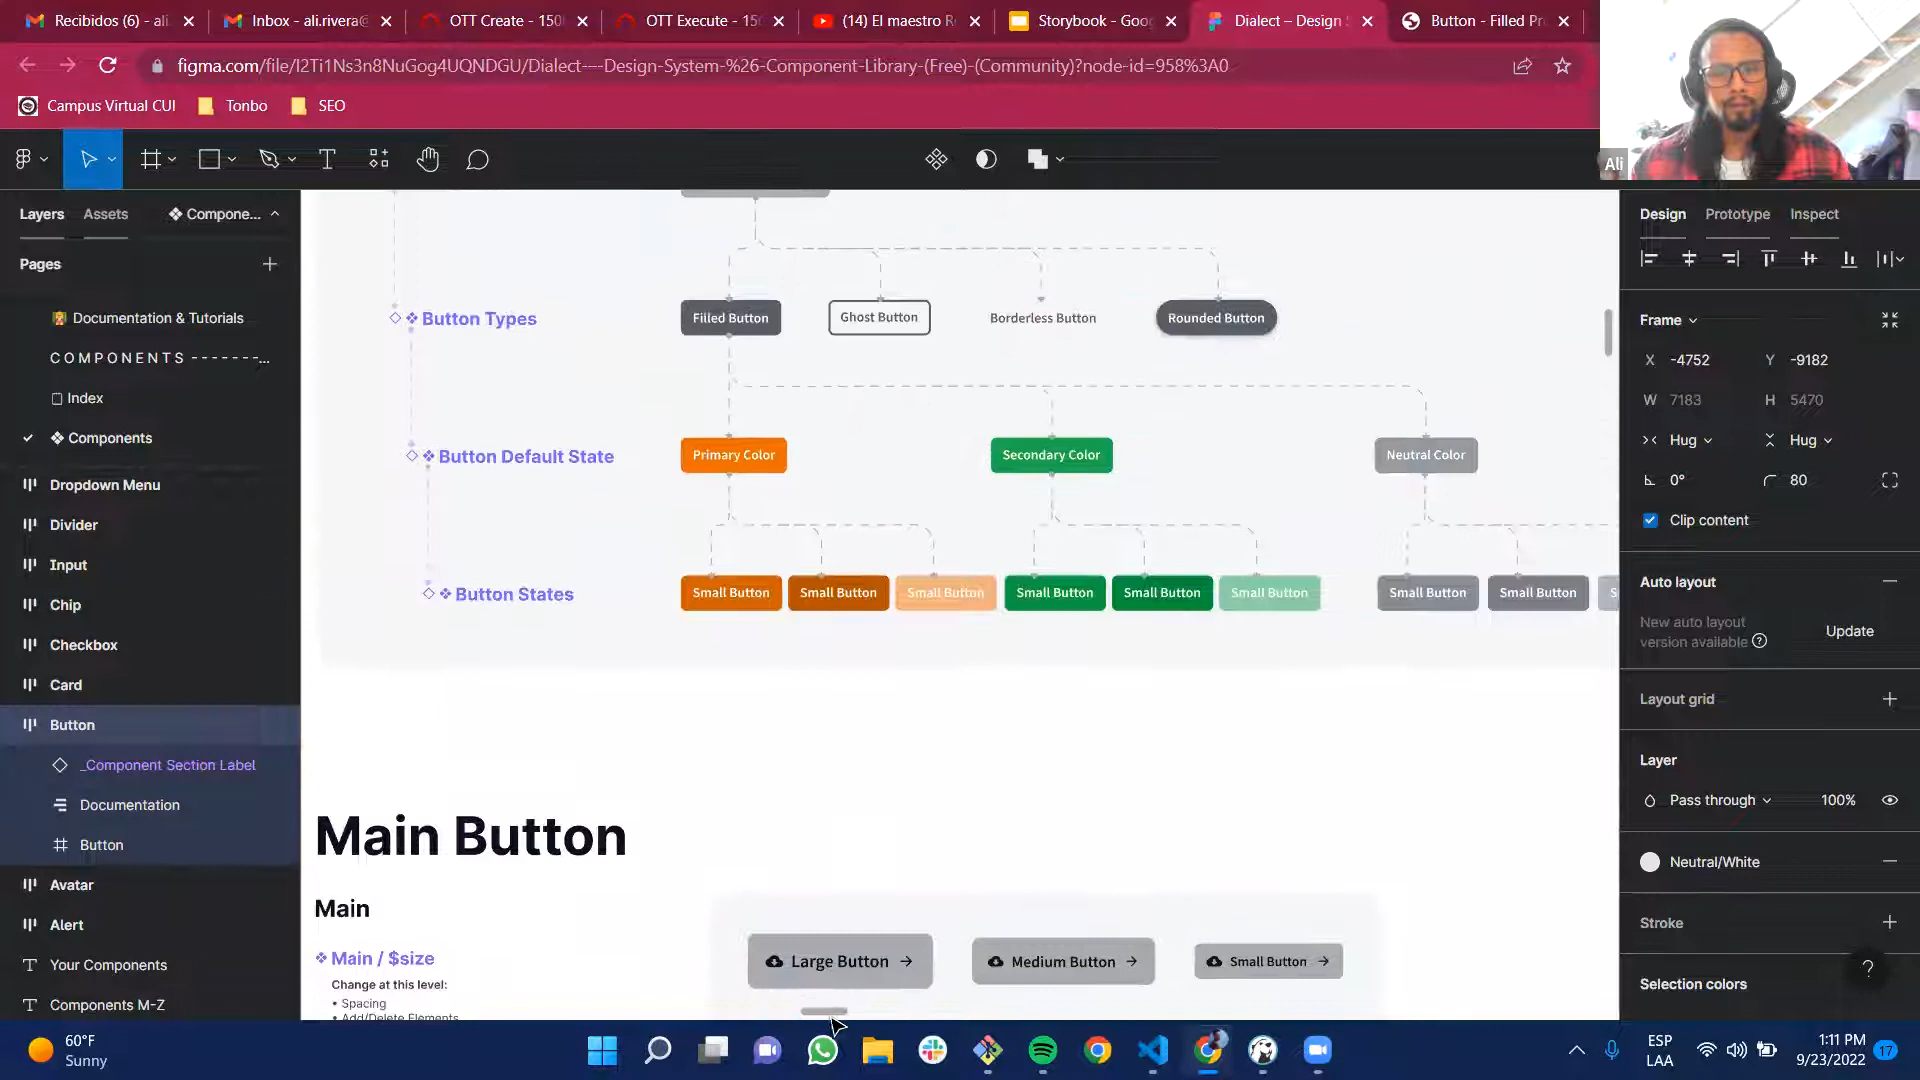 Recibidos (6) - ali
Inbox - ali.rivera@
OTT Create - 150
OTT Execute - 15
(14) El maestro R
Storybook - Goog
Dialect – Design S
Button - Filled Pr
figma.com/file/I2Ti1Ns3n8NuGog4UQNDGU/Dialect----Design-System-%26-Component-Library-(Free)-(Community)?node-id=958%3A0
Campus Virtual CUI
Tonbo
SEO
Ali
Layers
Assets
Compone...
Design
Prototype
Inspect
Pages
Documentation & Tutorials
COMPONENTS -------...
Index
Components
Dropdown Menu
Divider
Input
Chip
Checkbox
Card
Button
_Component Section Label
Documentation
Button
Avatar
Alert
Your Components
Components M-Z
Button Types
Filled Button
Ghost Button
Borderless Button
Rounded Button
Button Default State
Primary Color
Secondary Color
Neutral Color
Button States
Small Button
Small Button
Small Button
Small Button
Small Button
Small Button
Small Button
Small Button
S
Main Button
Main
Main / $size
Change at this level:
• Spacing
• Add/Delete Elements
Large Button
Medium Button
Small Button
Frame
X -4752
Y -9182
W 7183
H 5470
Hug
Hug
0°
80
Clip content
Auto layout
New auto layout
version available
Update
Layout grid
Layer
Pass through
100%
Neutral/White
Stroke
?
Selection colors
60°F
Sunny
ESP
LAA
1:11 PM
9/23/2022
17